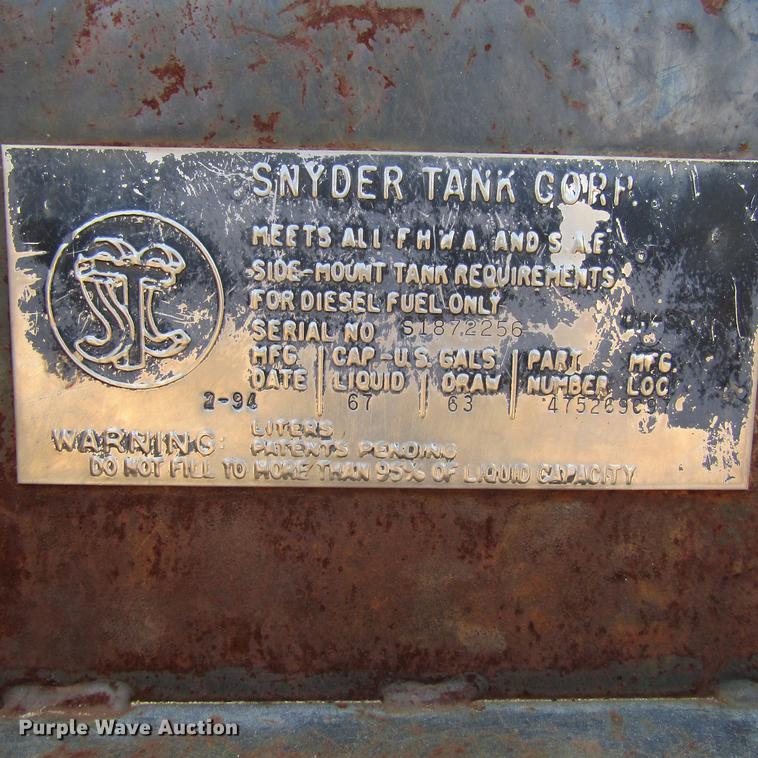 SNYDER TANK CORP.
MEETS ALL F.H.W.A. AND S.A.E.
SIDE-MOUNT TANK REQUIREMENTS
FOR DIESEL FUEL ONLY
SERIAL NO S1872256
MFG. CAP.-U.S. GALS PART MFG.
DATE LIQUID DRAW NUMBER LOC
2-94 67 63
LITERS
WARNING: PATENTS PENDING
DO NOT FILL TO MORE THAN 95% OF LIQUID CAPACITY
STC
Purple Wave Auction